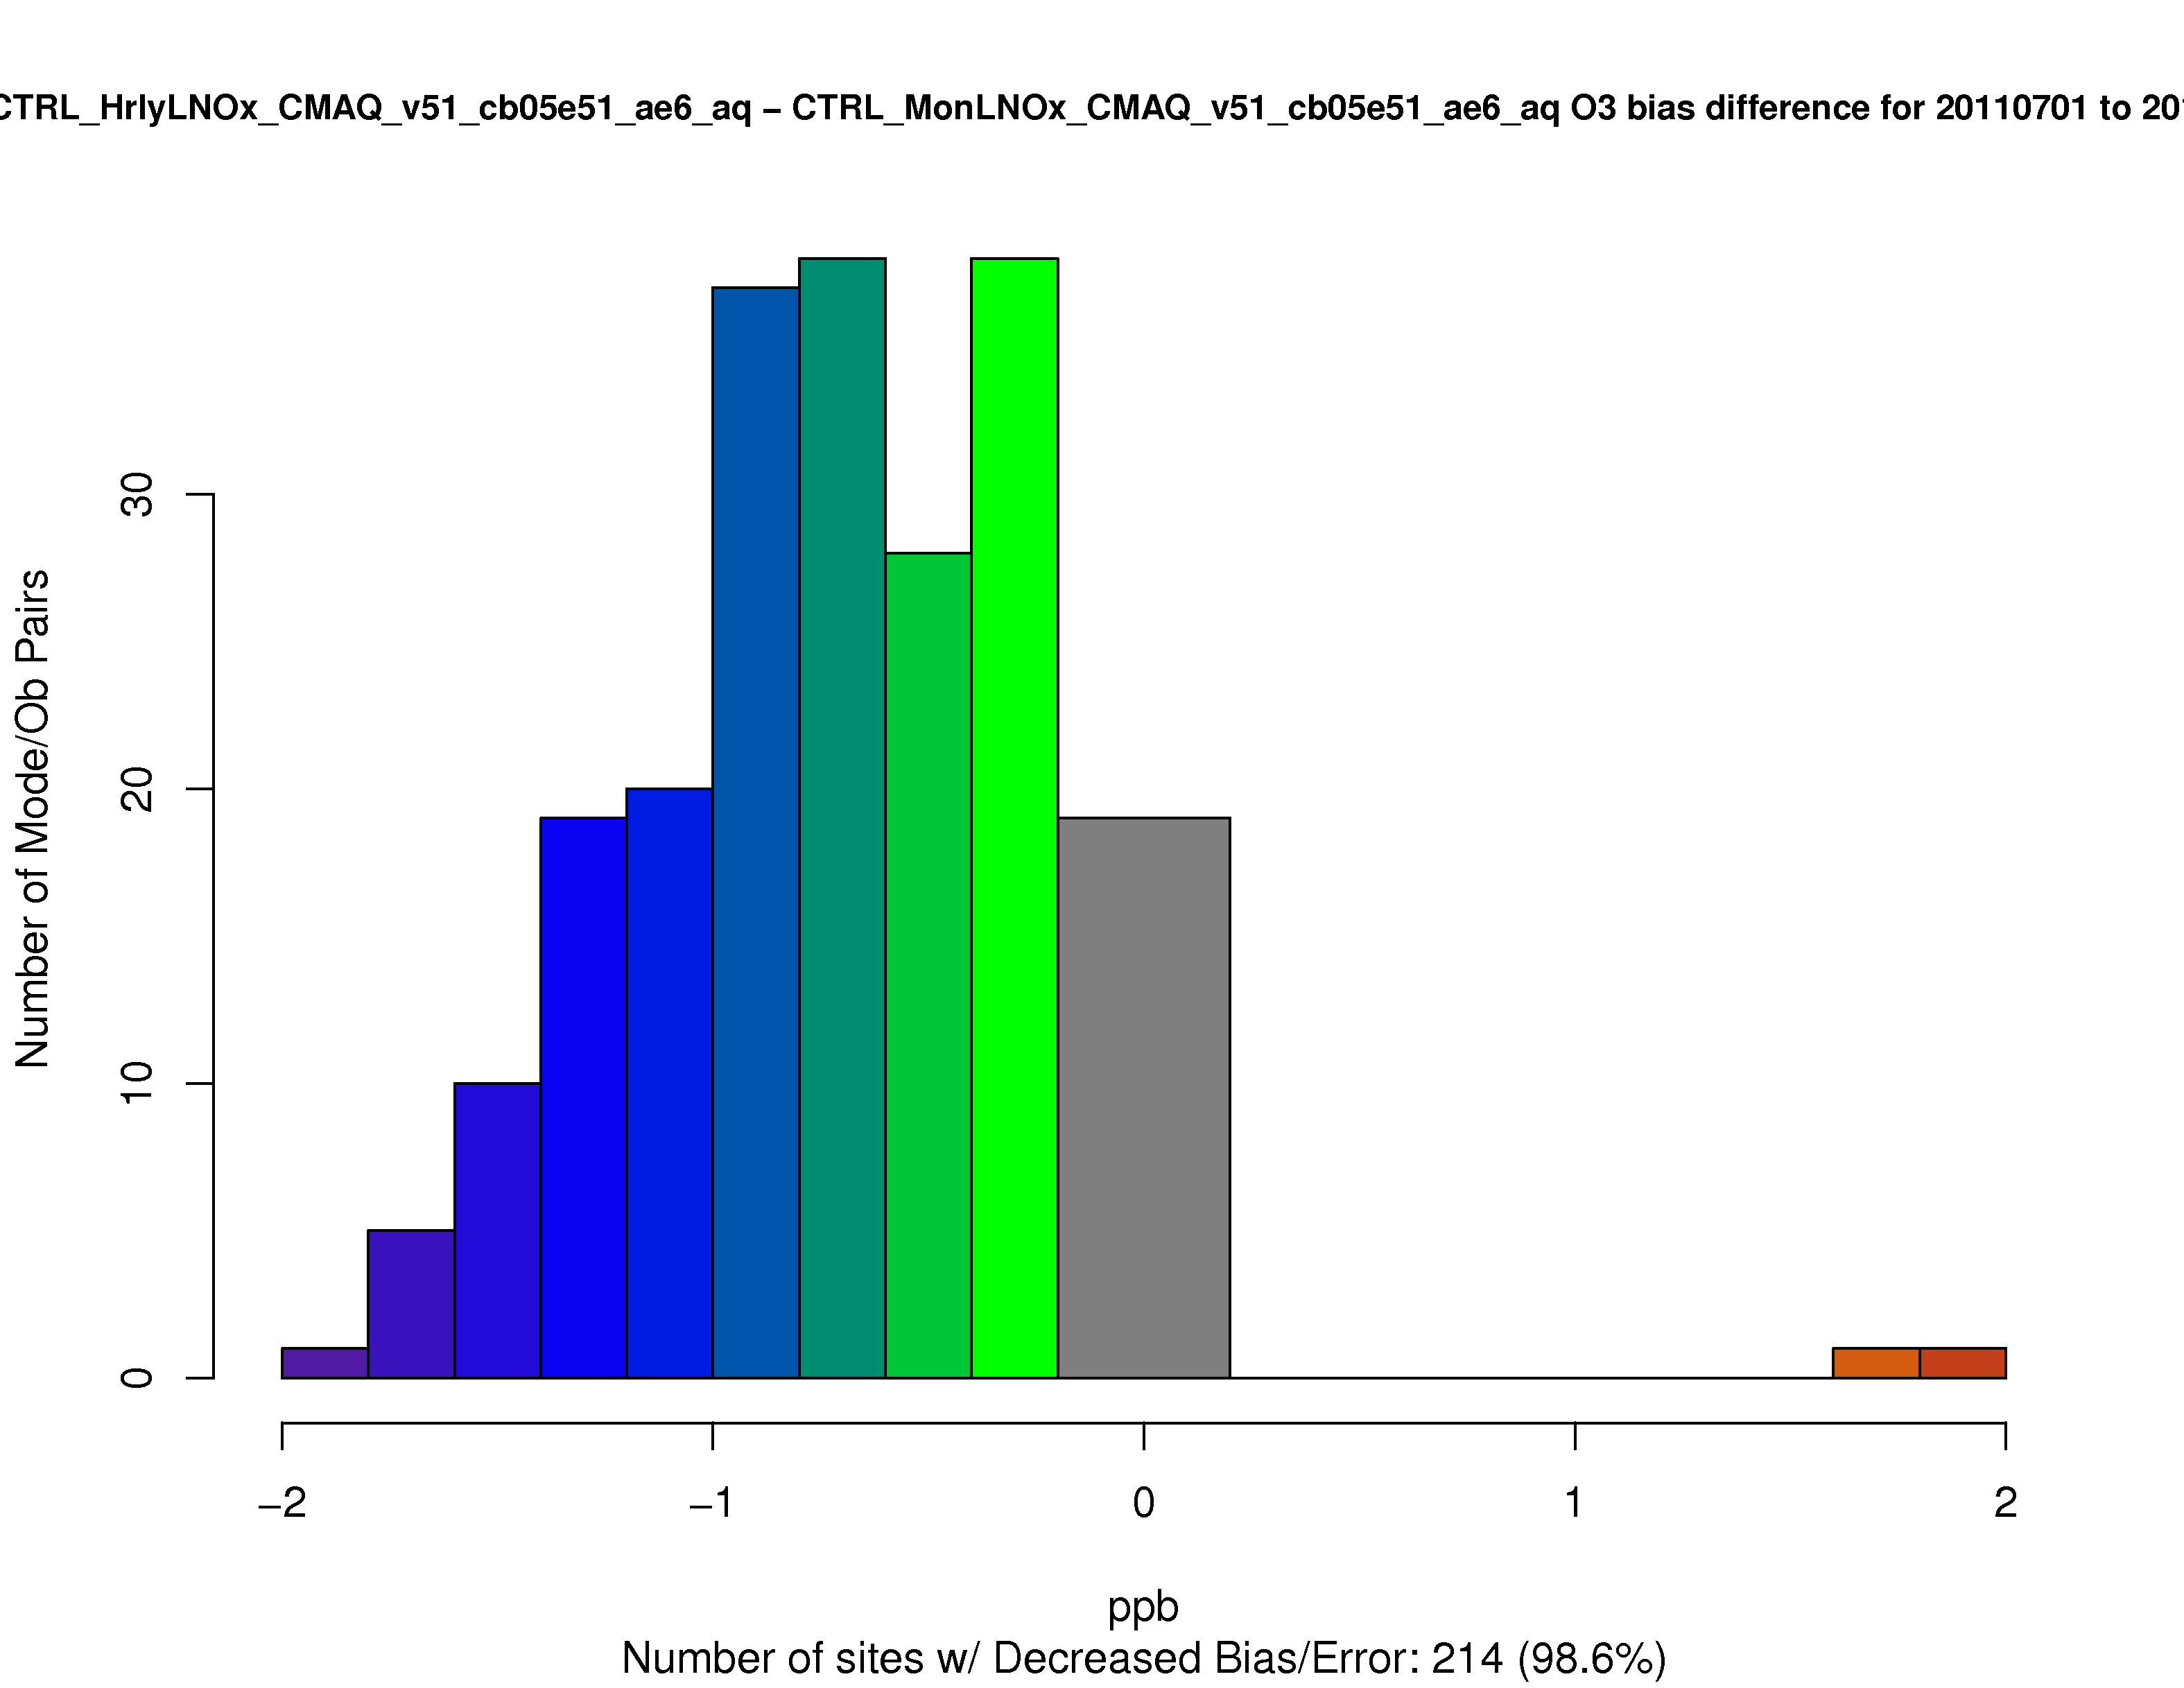 CTRL_HrlyLNOx_CMAQ_v51_cb05e51_ae6_aq – CTRL_MonLNOx_CMAQ_v51_cb05e51_ae6_aq O3 bias difference for 20110701 to 201
Number of Mode/Ob Pairs
30
20
10
0
−2 −1 0 1 2
ppb
Number of sites w/ Decreased Bias/Error: 214 (98.6%)